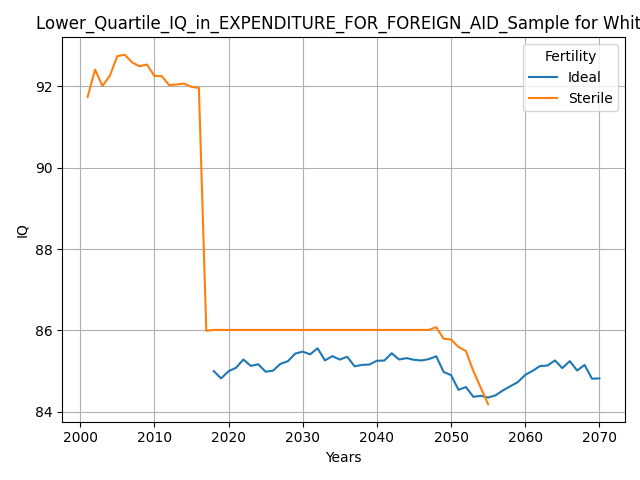 Lower_Quartile_IQ_in_EXPENDITURE_FOR_FOREIGN_AID_Sample for Whit
Fertility
Ideal
Sterile
IQ
92
90
88
86
84
2000 2010 2020 2030 2040 2050 2060 2070
Years